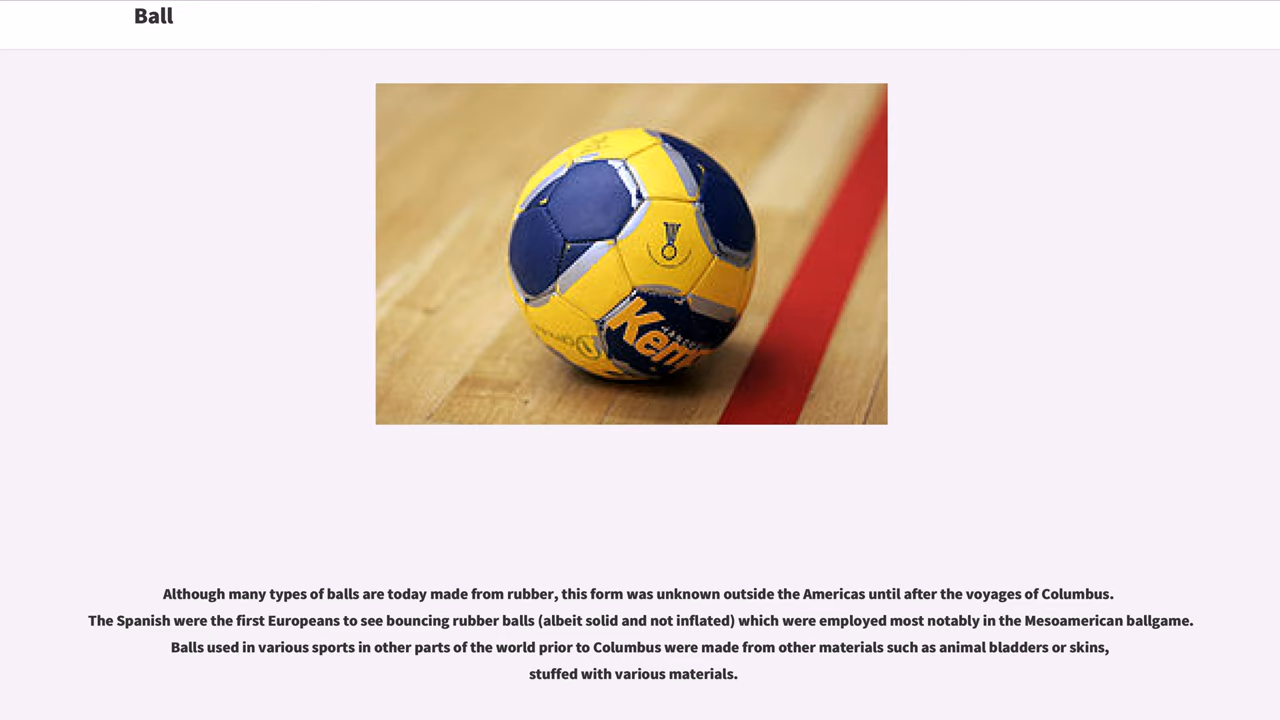 Ball
Kem
Although many types of balls are today made from rubber, this form was unknown outside the Americas until after the voyages of Columbus.
The Spanish were the first Europeans to see bouncing rubber balls (albeit solid and not inflated) which were employed most notably in the Mesoamerican ballgame.
Balls used in various sports in other parts of the world prior to Columbus were made from other materials such as animal bladders or skins,
stuffed with various materials.